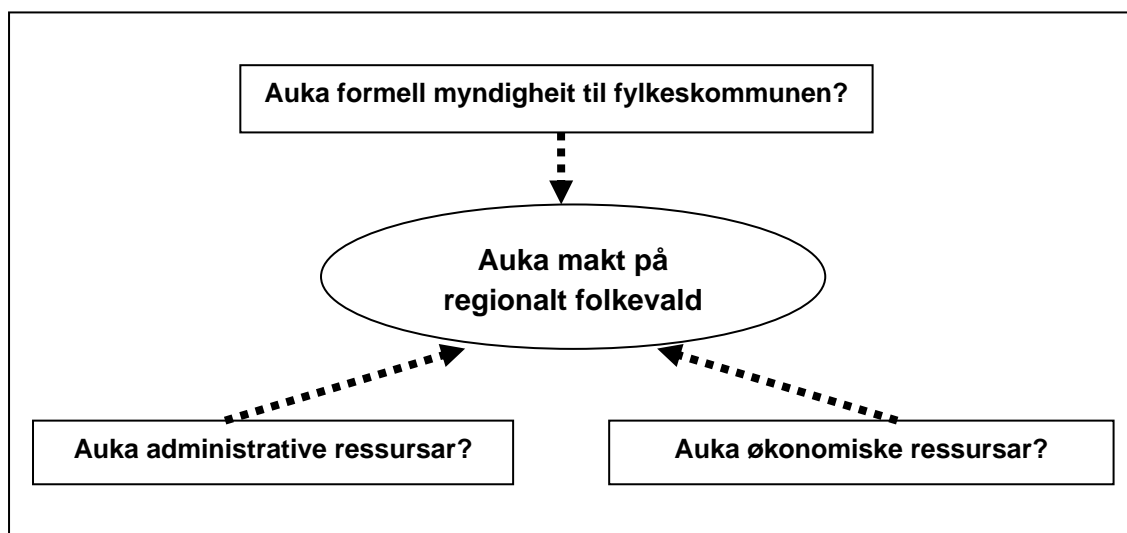 Auka formell myndigheit til fylkeskommunen?
Auka makt på
regionalt folkevald
Auka administrative ressursar?
Auka økonomiske ressursar?